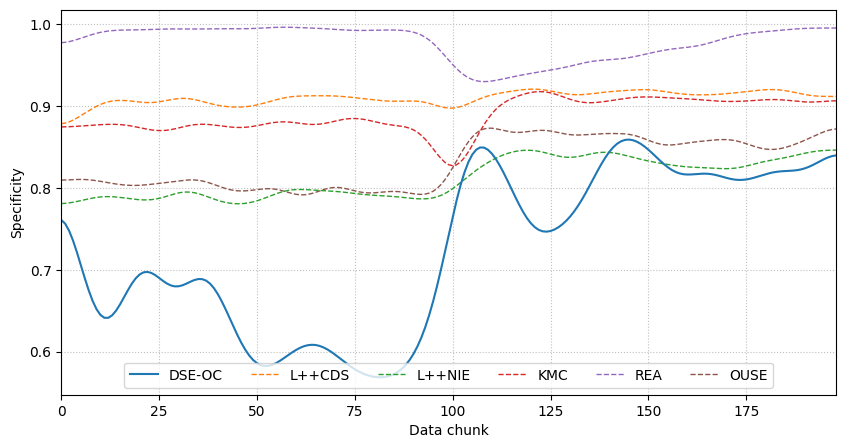 1.0
0.9
0.8
0.7
0.6
Specificity
DSE-OC L++CDS L++NIE KMC REA OUSE
0 25 50 75 100 125 150 175
Data chunk